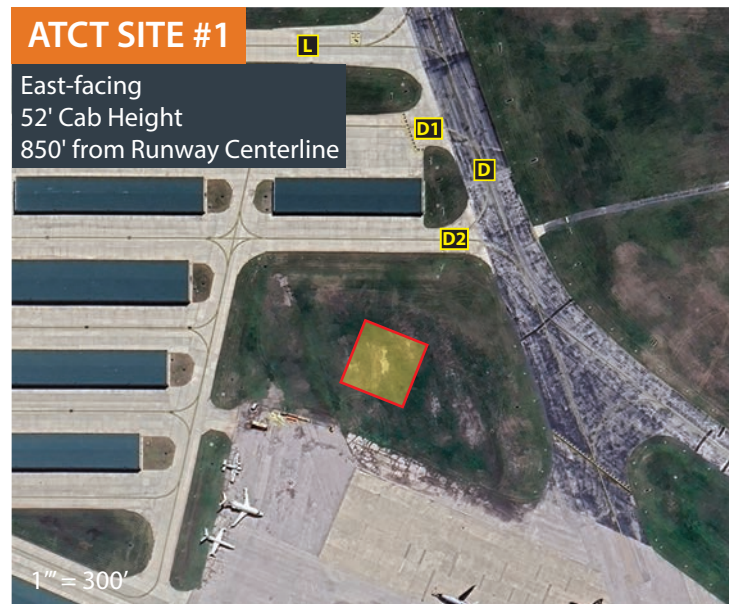 ATCT SITE #1
East-facing
52' Cab Height
850' from Runway Centerline
L
D1
D
D2
1"' = 300'